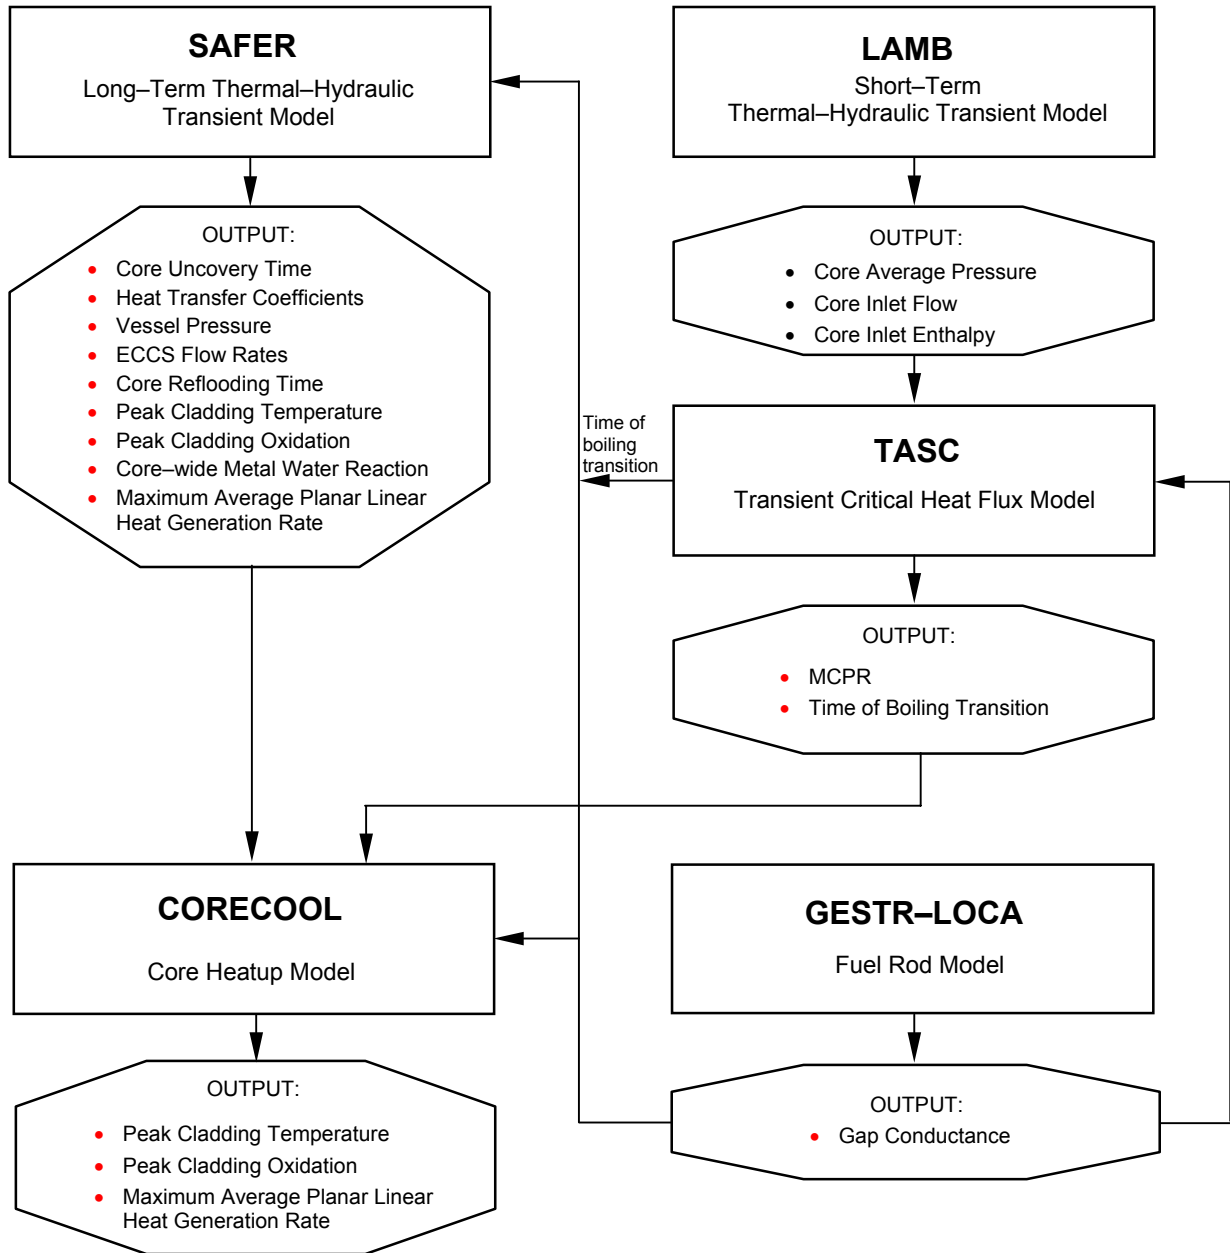 SAFER
Long–Term Thermal–Hydraulic
Transient Model
OUTPUT:
• Core Uncovery Time
• Heat Transfer Coefficients
• Vessel Pressure
• ECCS Flow Rates
• Core Reflooding Time
• Peak Cladding Temperature
• Peak Cladding Oxidation
• Core–wide Metal Water Reaction
• Maximum Average Planar Linear
Heat Generation Rate
LAMB
Short–Term
Thermal–Hydraulic Transient Model
OUTPUT:
• Core Average Pressure
• Core Inlet Flow
• Core Inlet Enthalpy
Time of
boiling
transition
TASC
Transient Critical Heat Flux Model
OUTPUT:
• MCPR
• Time of Boiling Transition
CORECOOL
Core Heatup Model
OUTPUT:
• Peak Cladding Temperature
• Peak Cladding Oxidation
• Maximum Average Planar Linear
Heat Generation Rate
GESTR–LOCA
Fuel Rod Model
OUTPUT:
• Gap Conductance